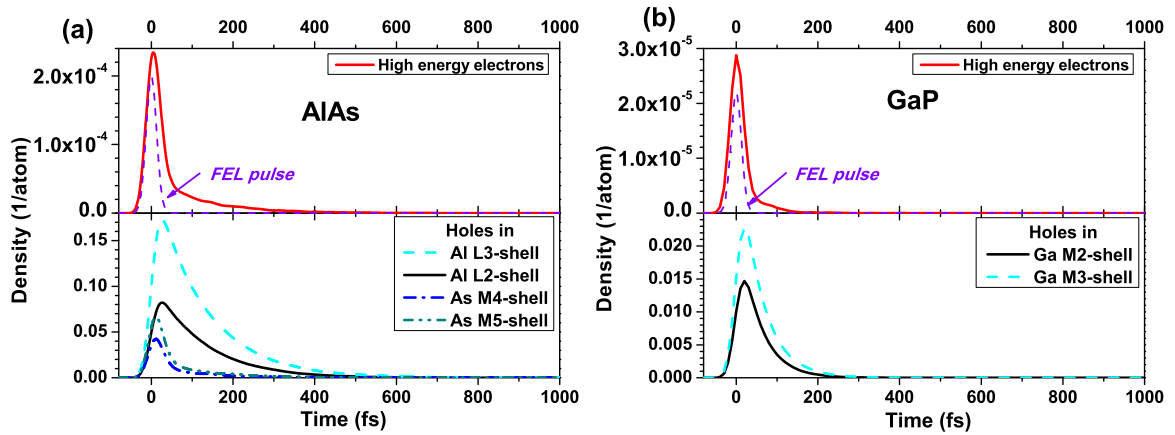 (a)
0 200 400 600 800 1000
2.0x10⁻⁴
1.0x10⁻⁴
0.0
High energy electrons
AlAs
FEL pulse
Density (1/atom)
0.15
0.10
0.05
0.00
Holes in
Al L3-shell
Al L2-shell
As M4-shell
As M5-shell
0 200 400 600 800 1000
Time (fs)
(b)
0 200 400 600 800 1000
3.0x10⁻⁵
2.0x10⁻⁵
1.0x10⁻⁵
0.0
High energy electrons
GaP
FEL pulse
Density (1/atom)
0.020
0.015
0.010
0.005
0.000
Holes in
Ga M2-shell
Ga M3-shell
0 200 400 600 800 1000
Time (fs)